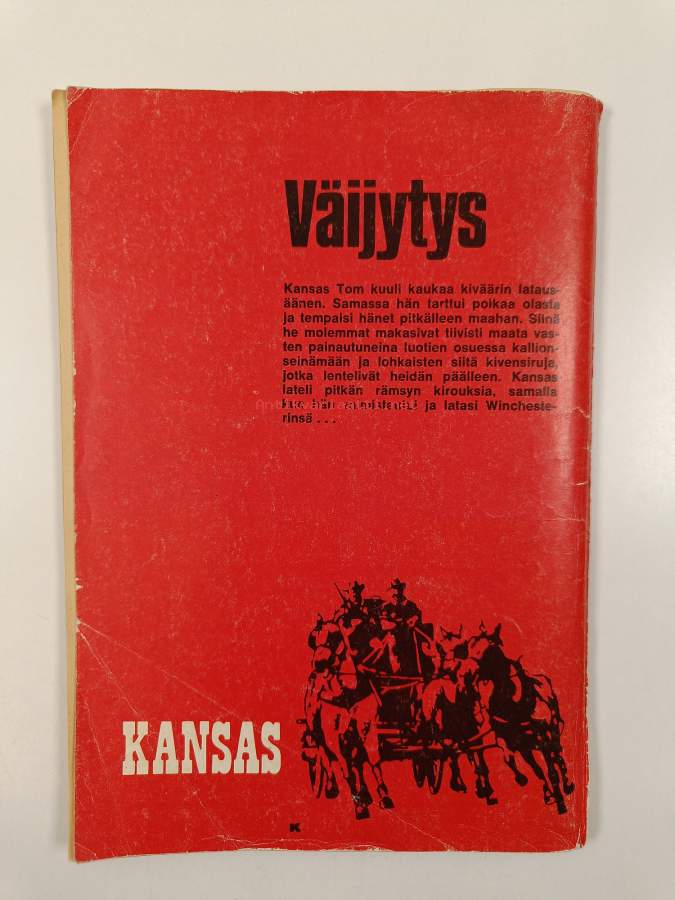 Väijytys
Kansas Tom kuuli kaukaa kiväärin lataus-
äänen. Samassa hän tarttui poikaa olasta
ja tempaisi hänet pitkälleen maahan. Siinä
he molemmat makasivat tiivisti maata vas-
ten painautuneina luotien osuessa kallion-
seinämään ja lohkaisten siitä kivensiruja,
jotka lentelivät heidän päälleen. Kansas
lateli pitkän rämsyn kirouksia, samalla
kun hän ja latasi Wincheste-
rinsä . . .
KANSAS
K